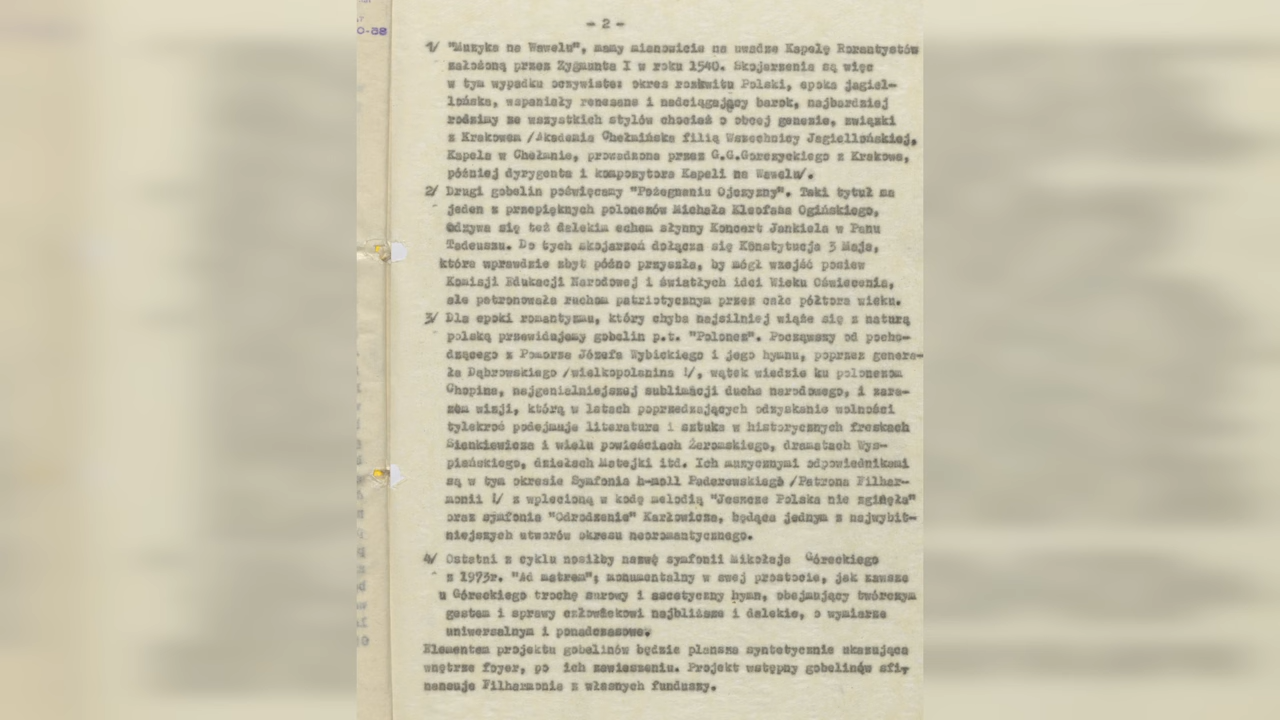 - 2 -
0-88
1/ "Muzyka na Wawelu", mamy mianowicie na uwadze Kapelę Rorantystów
założoną przez Zygmunta I w roku 1540. Skojarzenia są więc
w tym wypadku oczywiste: okres rozkwitu Polski, epoka jagiel-
lońska, wspaniały renesans i nadciągający barok, najbardziej
rodzimy ze wszystkich stylów chociaż o obcej genezie, związki
z Krakowem /Akademia Chełmińska filią Wszechnicy Jagiellońskiej,
Kapela w Chełmnie, prowadzona przez G.G.Gorczyckiego z Krakowa,
później dyrygenta i kompozytora Kapeli na Wawelu/.
2/ Drugi gobelin poświęcamy "Pożegnaniu Ojczyzny". Taki tytuł ma
jeden z przepięknych polonezów Michała Kleofasa Ogińskiego,
Odzywa się też dalekim echem słynny Koncert Jankiela w Panu
Tadeuszu. Do tych skojarzeń dołącza się Konstytucja 3 Maja,
która wprawdzie zbyt późno przyszła, by mógł wzejść posiew
Komisji Edukacji Narodowej i światłych idei Wieku Oświecenia,
ale patronowała ruchom patriotycznym przez całe półtora wieku.
3/ Dla epoki romantyzmu, który chyba najsilniej wiąże się z naturą
polską przewidujemy gobelin p.t. "Polonez". Począwszy od pocho-
dzącego z Pomorza Józefa Wybickiego i jego hymnu, poprzez genera-
ła Dąbrowskiego /wielkopolanina !/, wątek wiedzie ku polonezom
Chopina, najgenialniejszej sublimacji ducha narodowego, i zara-
zem wizji, którą w latach poprzedzających odzyskanie wolności
tylekroć podejmuje literatura i sztuka w historycznych freskach
Sienkiewicza i wielu powieściach Żeromskiego, dramatach Wys-
piańskiego, dziełach Matejki itd. Ich muzycznymi odpowiednikami
są w tym okresie Symfonia h-moll Paderewskiego /Patrona Filhar-
monii !/ z wplecioną w kodę melodią "Jeszcze Polska nie zginęła"
oraz symfonia "Odrodzenie" Karłowicza, będąca jednym z najwybit-
niejszych utworów okresu neoromantycznego.
4/ Ostatni z cyklu nosiłby nazwę symfonii Mikołaja Góreckiego
z 1973r. "Ad matrem"; monumentalny w swej prostocie, jak zawsze
u Góreckiego trochę surowy i ascetyczny hymn, obejmujący twórczym
gestem i sprawy człowiekowi najbliższe i dalekie, o wymiarze
uniwersalnym i ponadczasowe.
Elementem projektu gobelinów będzie plansza syntetycznie ukazująca
wnętrze foyer, po ich zawieszeniu. Projekt wstępny gobelinów sfi-
nansuje Filharmonia z własnych funduszy.